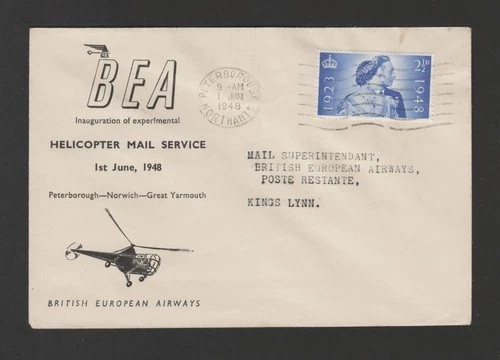 BEA
Inauguration of experimental
HELICOPTER MAIL SERVICE
1st June, 1948
Peterborough—Norwich—Great Yarmouth
BRITISH EUROPEAN AIRWAYS
PETERBOROUGH
9 - AM
1 JUN
1948
NORTHANTS
1923
2½D
1948
MAIL SUPERINTENDANT,
BRITISH EUROPEAN AIRWAYS,
POSTE RESTANTE,
KINGS LYNN.